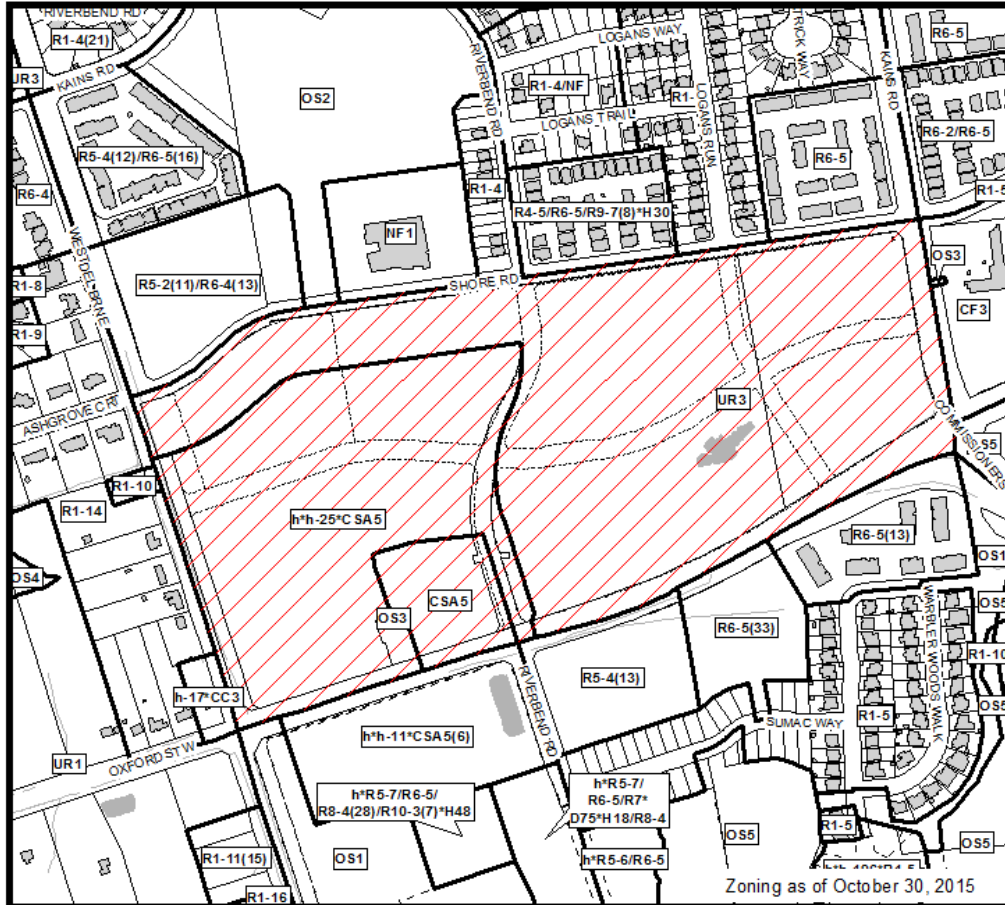 RIVERBEND RD
R1-4(21)
UR3
KAINS RD
OS2
RIVERBEND RD
LOGANS WAY
TRICK WAY
R6-5
KAINS RD
R1-4/NF
R1-
LOGANS TRAIL
LOGANS RUN
R6-2/R6-5
R5-4(12)/R6-5(16)
R6-5
R6-4
R1-4
R1-5
R4-5/R6-5/R9-7(8)*H30
WESTDEL BRNE
NF1
OS3
R1-8
R5-2(11)/R6-4(13)
SHORE RD
CF3
R1-9
ASHGROVE CRT
UR3
COMMISSIONERS
R1-10
R1-14
h*h-25*CSA5
R6-5(13)
OS4
OS1
CSA5
OS5
OS3
WARBLER WOODS WALK
R6-5(33)
R1-10
h-17*CC3
RIVERBEND RD
R5-4(13)
OS5
R1-5
SUMAC WAY
h*h-11*CSA5(6)
UR1
OXFORD ST W
h*R5-7/R6-5/
R8-4(28)/R10-3(7)*H48
h*R5-7/
R6-5/R7*
D75*H18/R8-4
OS5
R1-5
R1-11(15)
OS1
h*R5-6/R6-5
OS5
R1-16
Zoning as of October 30, 2015